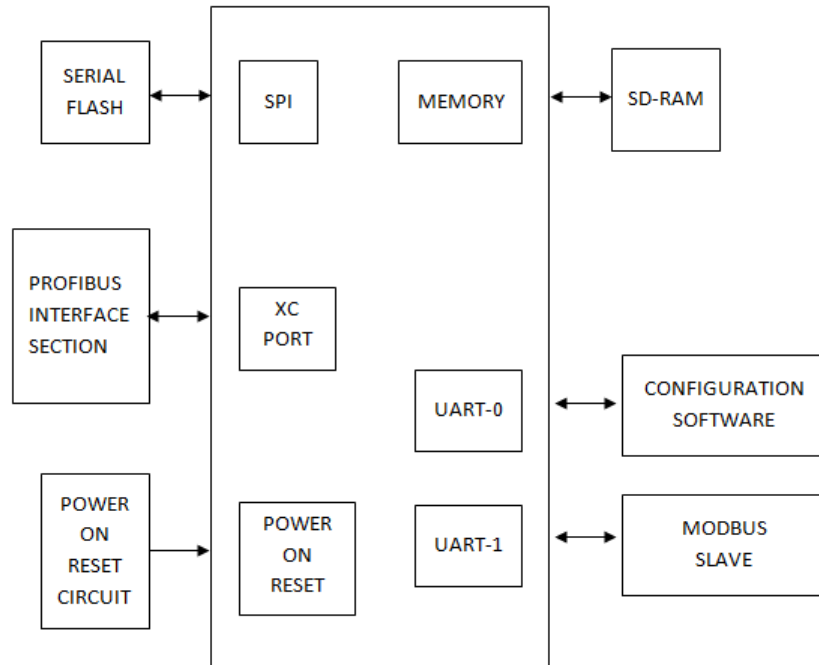 SERIAL
FLASH
SPI
MEMORY
SD-RAM
PROFIBUS
INTERFACE
SECTION
XC
PORT
UART-0
CONFIGURATION
SOFTWARE
POWER
ON
RESET
CIRCUIT
POWER
ON
RESET
UART-1
MODBUS
SLAVE